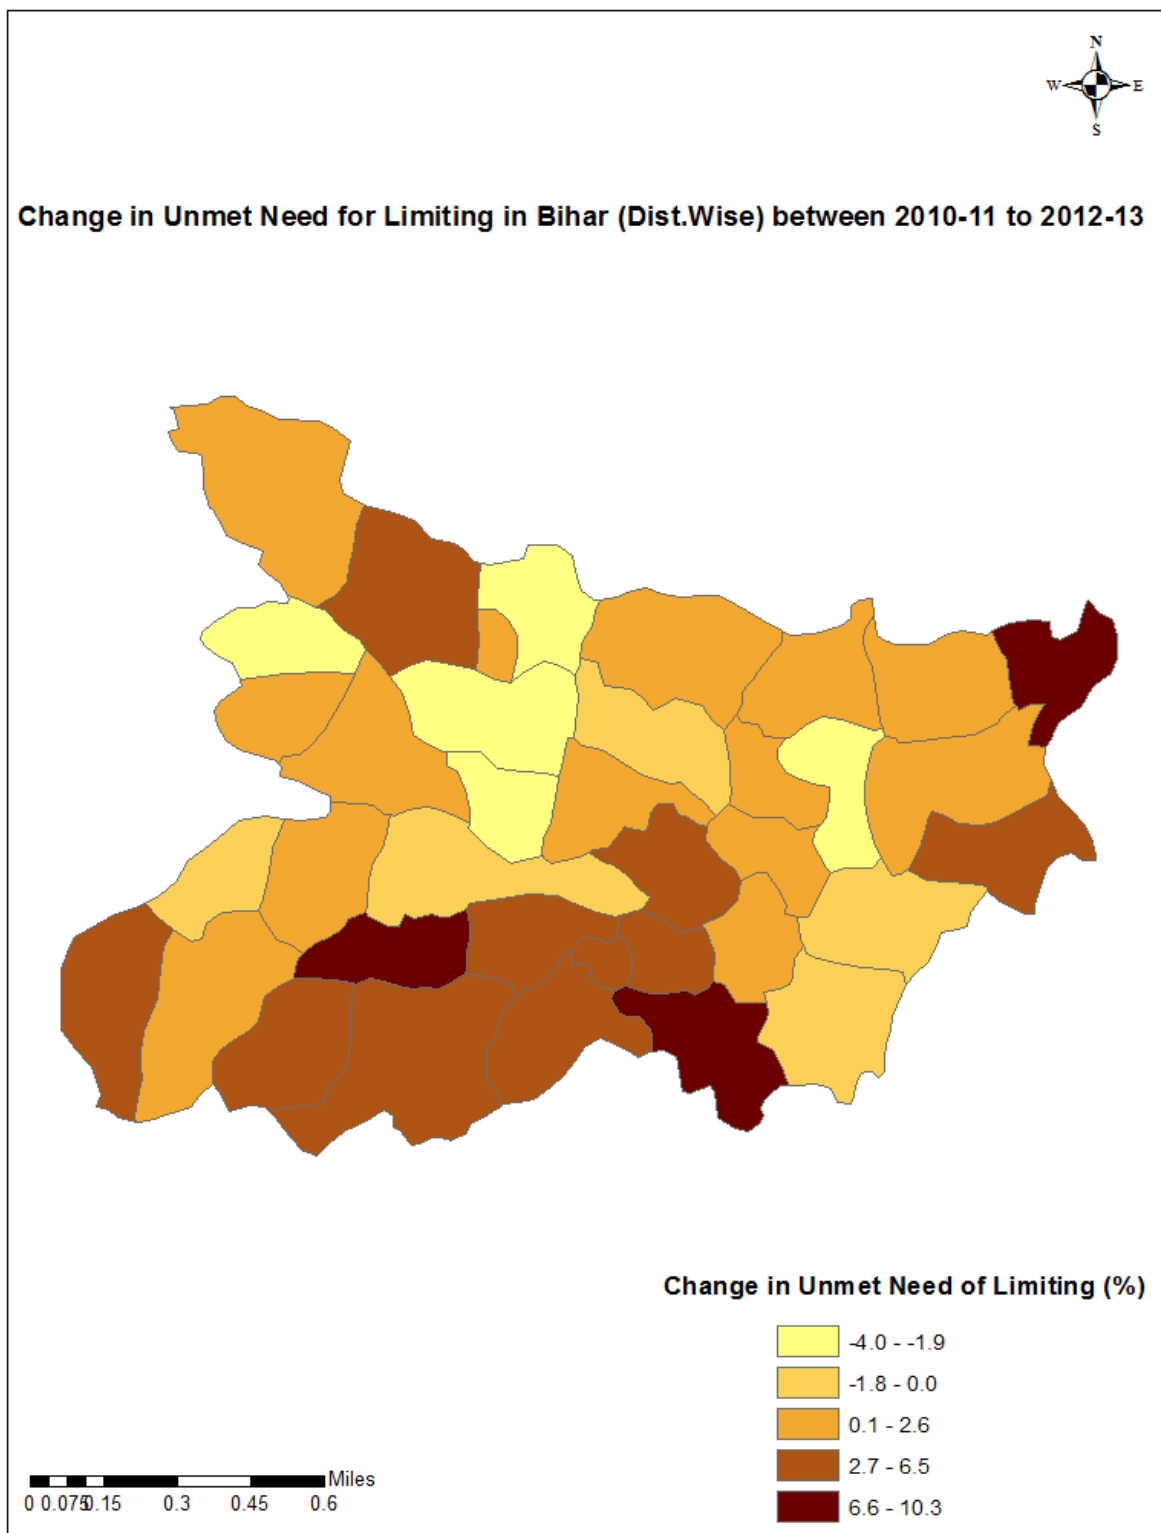 N
W E
S
Change in Unmet Need for Limiting in Bihar (Dist.Wise) between 2010-11 to 2012-13
Change in Unmet Need of Limiting (%)
-4.0 - -1.9
-1.8 - 0.0
0.1 - 2.6
2.7 - 6.5
6.6 - 10.3
Miles
0 0.075 0.15 0.3 0.45 0.6